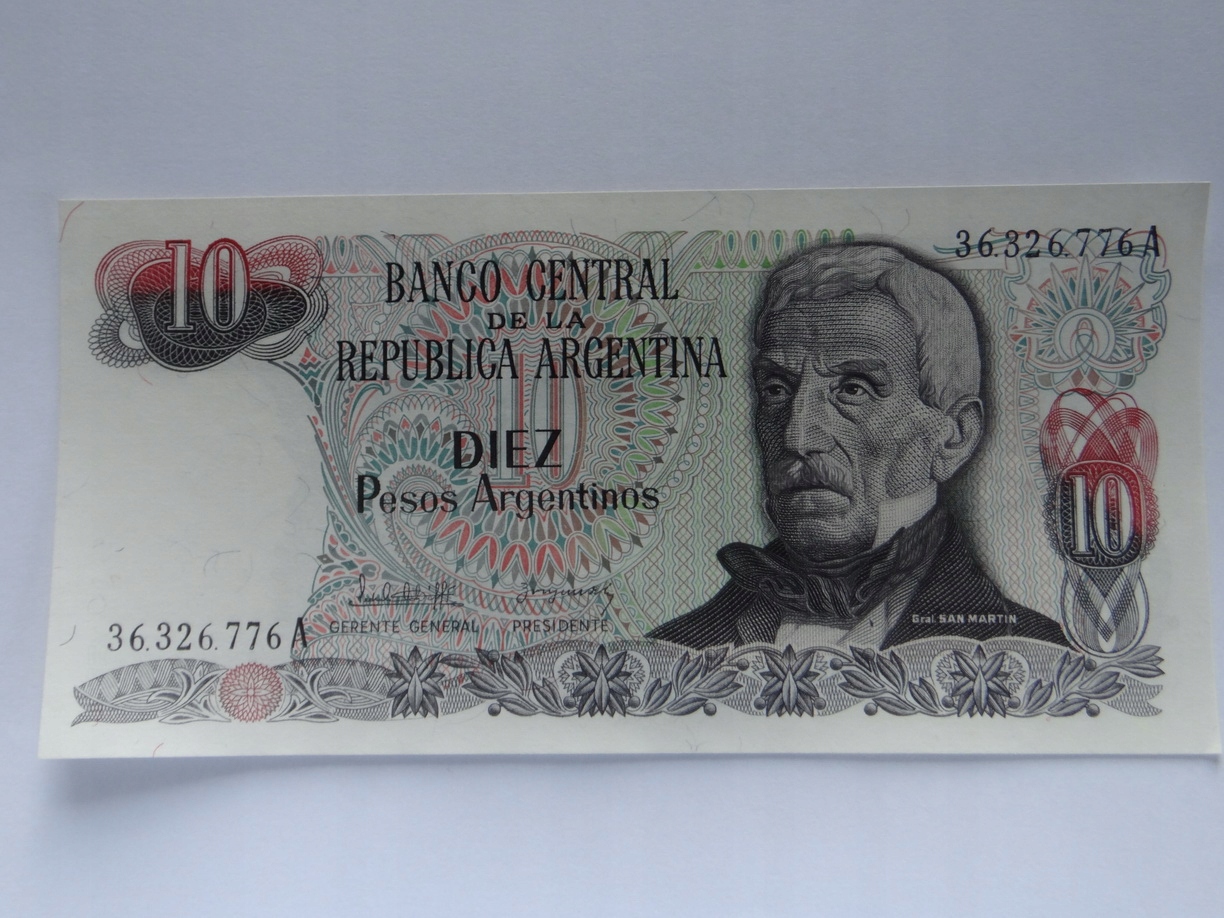 10
36.326.776 A
BANCO CENTRAL
DE LA
REPUBLICA ARGENTINA
10
DIEZ
Pesos Argentinos
10
GERENTE GENERAL PRESIDENTE
Gral. SAN MARTIN
36.326.776 A